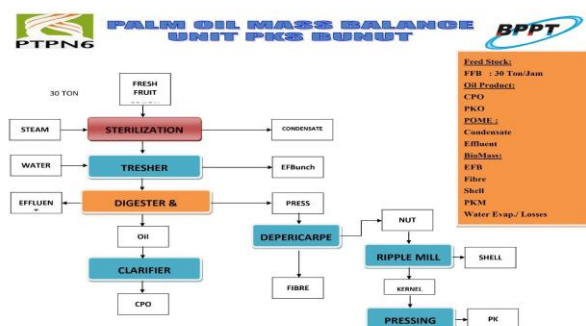 PTPN6
PALM OIL MASS BALANCE
UNIT PKS BUNUT
BPPT
30 TON
FRESH
FRUIT
STEAM
STERILIZATION
CONDENSATE
WATER
TRESHER
EFBunch
EFFLUEN
DIGESTER &
PRESS
Oil
DEPERICARPE
NUT
CLARIFIER
RIPPLE MILL
SHELL
FIBRE
KERNEL
CPO
PRESSING
PK
Feed Stock:
FFB : 30 Ton/Jam
Oil Product:
CPO
PKO
POME :
Condensate
Effluent
BioMass:
EFB
Fibre
Shell
PKM
Water Evap./ Losses